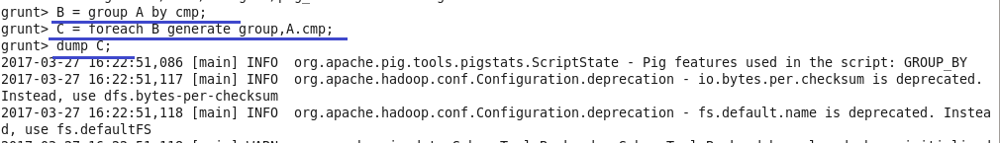 grunt> B = group A by cmp;
grunt> C = foreach B generate group,A.cmp;
grunt> dump C;
2017-03-27 16:22:51,086 [main] INFO  org.apache.pig.tools.pigstats.ScriptState - Pig features used in the script: GROUP_BY
2017-03-27 16:22:51,117 [main] INFO  org.apache.hadoop.conf.Configuration.deprecation - io.bytes.per.checksum is deprecated.
Instead, use dfs.bytes-per-checksum
2017-03-27 16:22:51,118 [main] INFO  org.apache.hadoop.conf.Configuration.deprecation - fs.default.name is deprecated. Instea
d, use fs.defaultFS